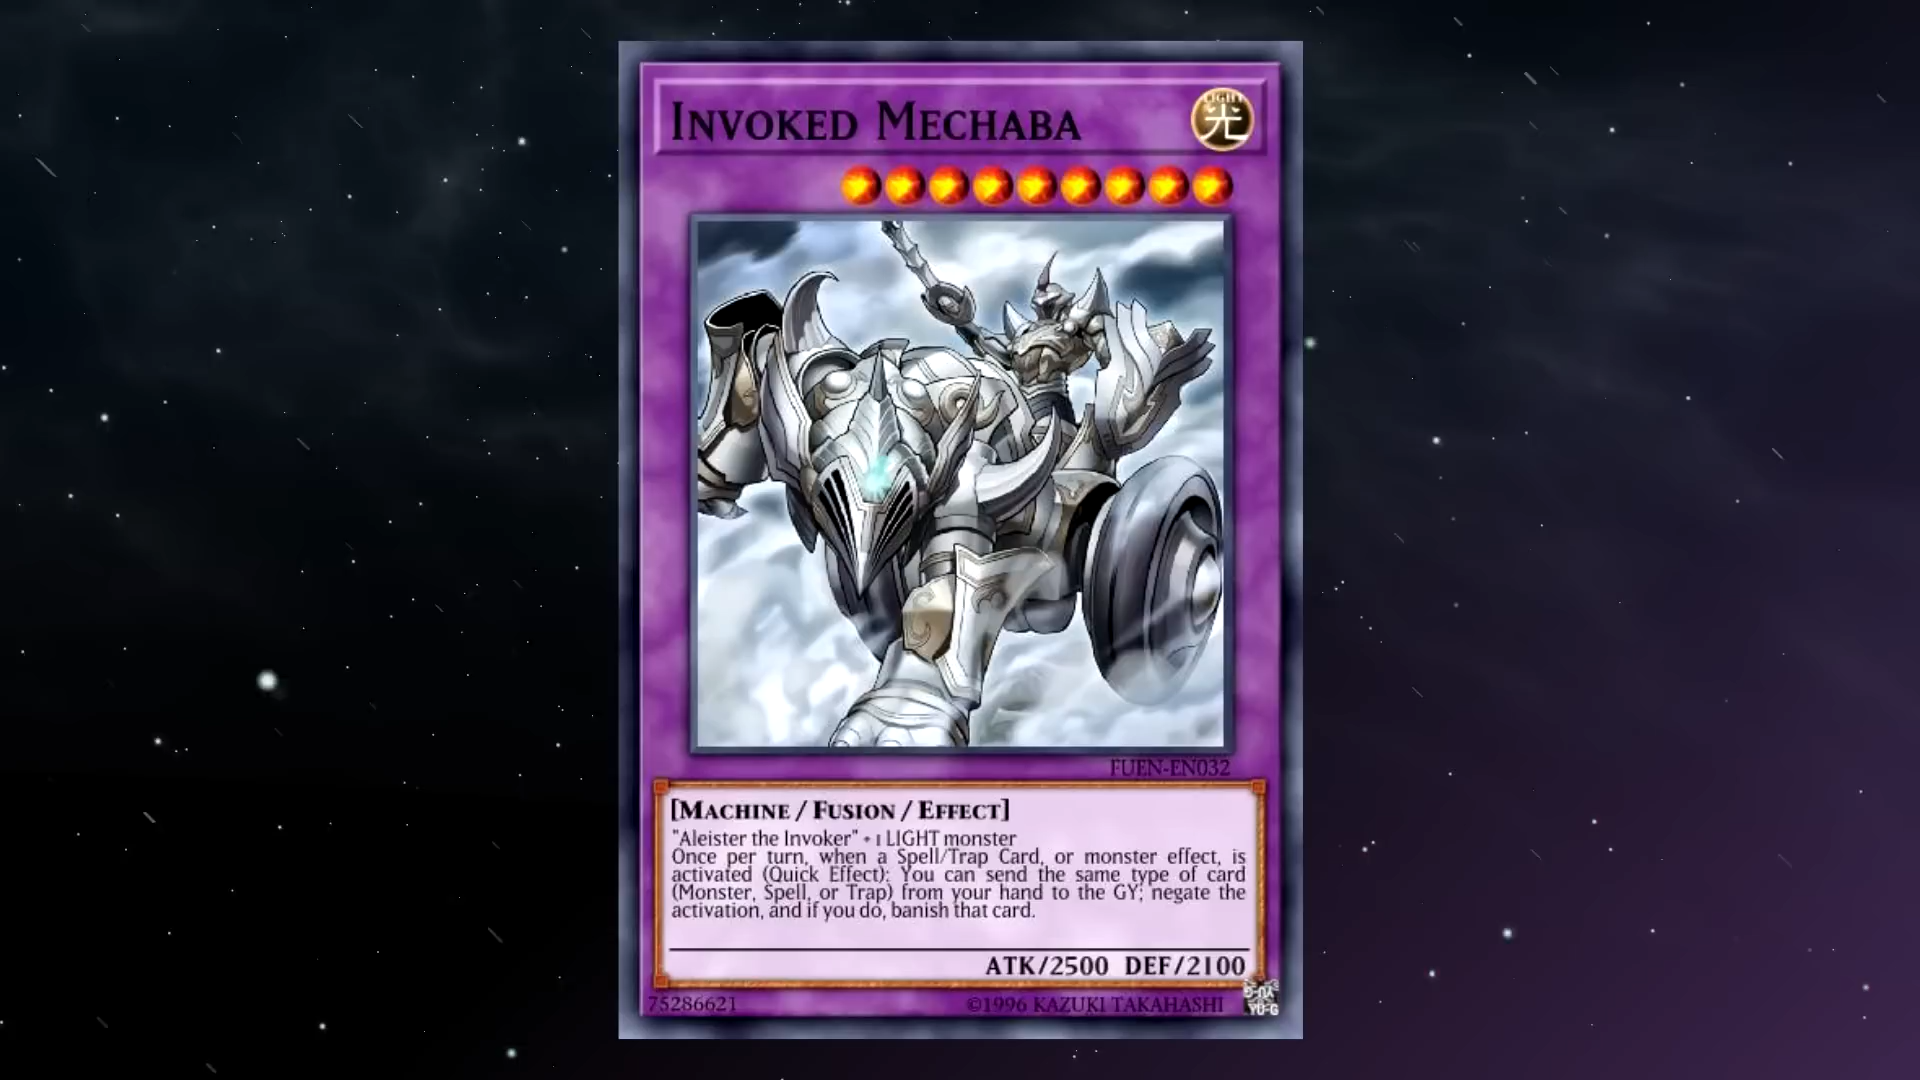 INVOKED MECHABA
LIGHT
光
FUEN-EN032
[MACHINE / FUSION / EFFECT]
"Aleister the Invoker" + 1 LIGHT monster
Once per turn, when a Spell/Trap Card, or monster effect, is
activated (Quick Effect): You can send the same type of card
(Monster, Spell, or Trap) from your hand to the GY; negate the
activation, and if you do, banish that card.
ATK/2500 DEF/2100
75286621
©1996 KAZUKI TAKAHASHI